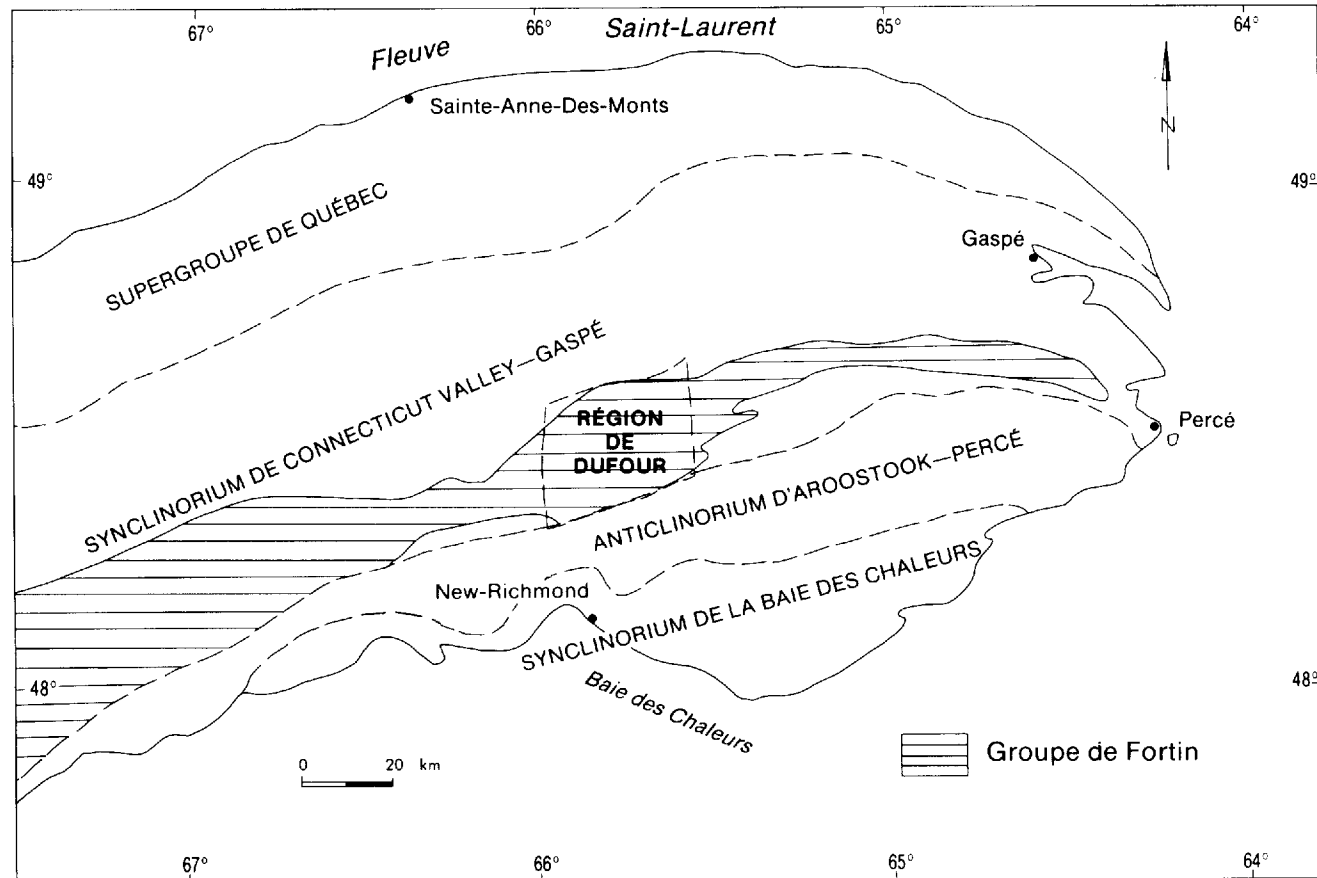 67°
66°
65°
64°
Fleuve Saint-Laurent
Sainte-Anne-Des-Monts
N
49°
49°
SUPERGROUPE DE QUÉBEC
Gaspé
SYNCLINORIUM DE CONNECTICUT VALLEY—GASPÉ
RÉGION
DE
DUFOUR
Percé
ANTICLINORIUM D'AROOSTOOK—PERCÉ
New-Richmond
SYNCLINORIUM DE LA BAIE DES CHALEURS
48°
48°
Baie des Chaleurs
0 20 km
Groupe de Fortin
67°
66°
65°
64°